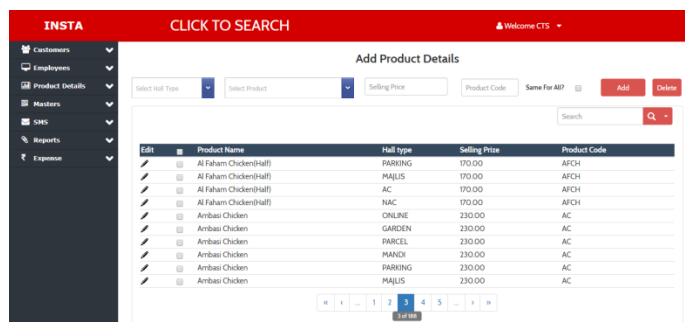 INSTA CLICK TO SEARCH Welcome CTS
Customers
Employees
Product Details
Masters
SMS
Reports
Expense
Add Product Details
Select Hall Type Select Product Selling Price Product Code Same For All? Add Delete
Search
Edit Product Name Hall type Selling Prize Product Code
Al Faham Chicken(Half) PARKING 170.00 AFCH
Al Faham Chicken(Half) MAJLIS 170.00 AFCH
Al Faham Chicken(Half) AC 170.00 AFCH
Al Faham Chicken(Half) NAC 170.00 AFCH
Ambasi Chicken ONLINE 230.00 AC
Ambasi Chicken GARDEN 230.00 AC
Ambasi Chicken PARCEL 230.00 AC
Ambasi Chicken MANDI 230.00 AC
Ambasi Chicken PARKING 230.00 AC
Ambasi Chicken MAJLIS 230.00 AC
« ‹ ... 1 2 3 4 5 ... › »
3 of 188